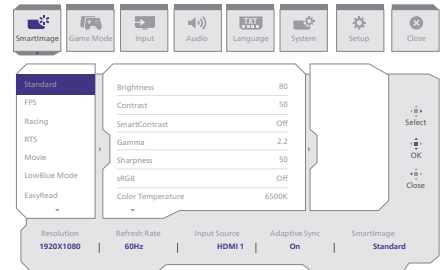 SmartImage Game Mode Input Audio Language System Setup Close
TXT
Standard
FPS
Racing
RTS
Movie
LowBlue Mode
EasyRead
Brightness 80
Contrast 50
SmartContrast Off
Gamma 2.2
Sharpness 50
sRGB Off
Color Temperature 6500K
Select
OK
Close
Resolution Refresh Rate Input Source Adaptive Sync SmartImage
1920X1080 | 60Hz | HDMI 1 | On | Standard